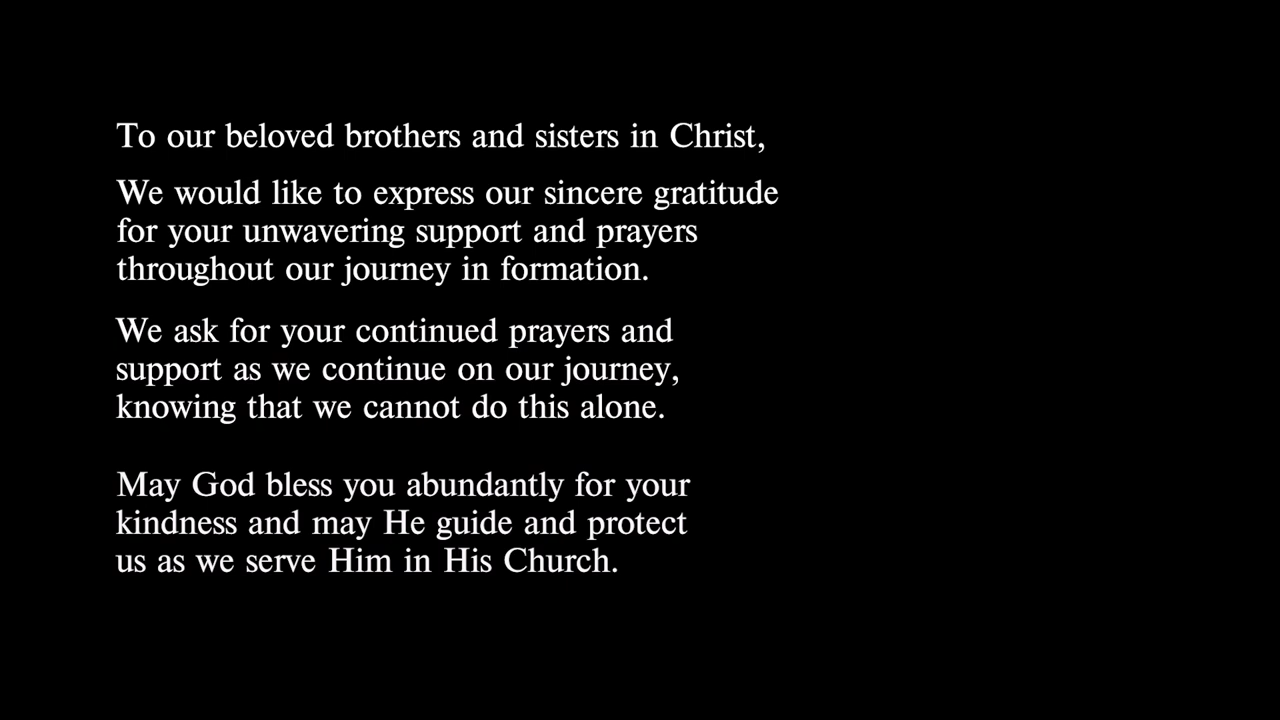 To our beloved brothers and sisters in Christ,
We would like to express our sincere gratitude
for your unwavering support and prayers
throughout our journey in formation.
We ask for your continued prayers and
support as we continue on our journey,
knowing that we cannot do this alone.
May God bless you abundantly for your
kindness and may He guide and protect
us as we serve Him in His Church.